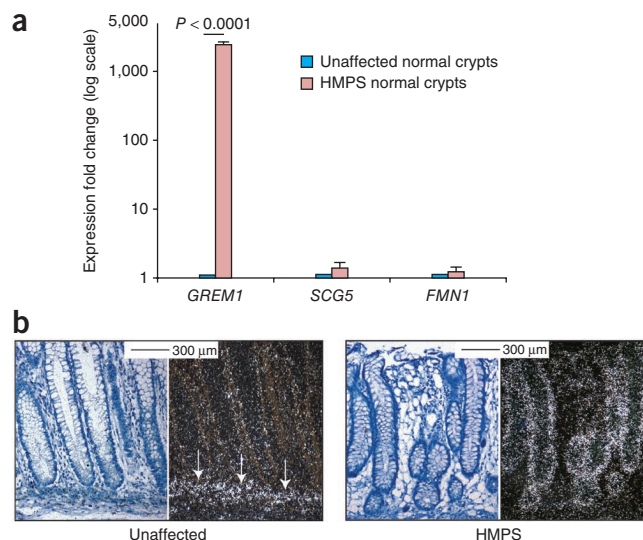 a
Expression fold change (log scale)
5,000
1,000
100
10
1
P < 0.0001
Unaffected normal crypts
HMPS normal crypts
GREM1 SCG5 FMN1
b
300 μm
300 μm
Unaffected
HMPS